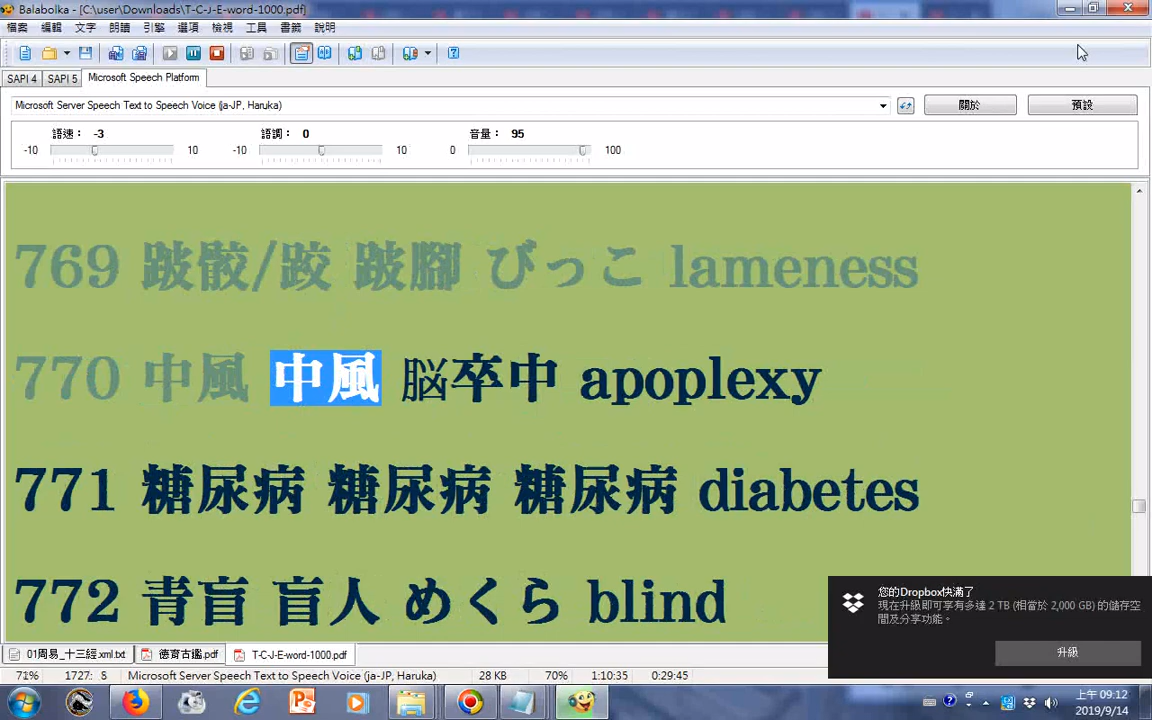 Balabolka - [C:\user\Downloads\T-C-J-E-word-1000.pdf]
檔案 編輯 文字 朗讀 引擎 選項 檢視 工具 書籤 說明
SAPI 4 SAPI 5 Microsoft Speech Platform
Microsoft Server Speech Text to Speech Voice (ja-JP, Haruka) 關於 預設
語速： -3 語調： 0 音量： 95
-10 10 -10 10 0 100
769 跛骹/跤 跛腳 びっこ lameness
770 中風 中風 脳卒中 apoplexy
771 糖尿病 糖尿病 糖尿病 diabetes
772 青盲 盲人 めくら blind
您的Dropbox快滿了
現在升級即可享有多達 2 TB (相當於 2,000 GB) 的儲存空
間及分享功能。
升級
01周易_十三經.xml.txt 德育古鑑.pdf T-C-J-E-word-1000.pdf
71% 1727: S Microsoft Server Speech Text to Speech Voice (ja-JP, Haruka) 28 KB 70% 1:10:35 0:29:45
上午 09:12
2019/9/14